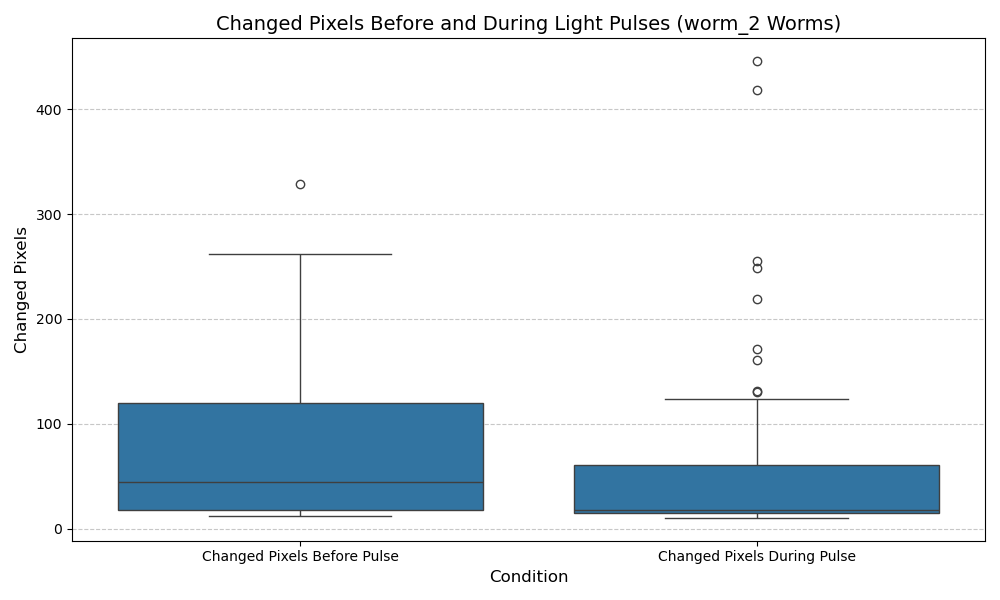 Changed Pixels Before and During Light Pulses (worm_2 Worms)
Changed Pixels
400
300
200
100
0
Changed Pixels Before Pulse
Changed Pixels During Pulse
Condition